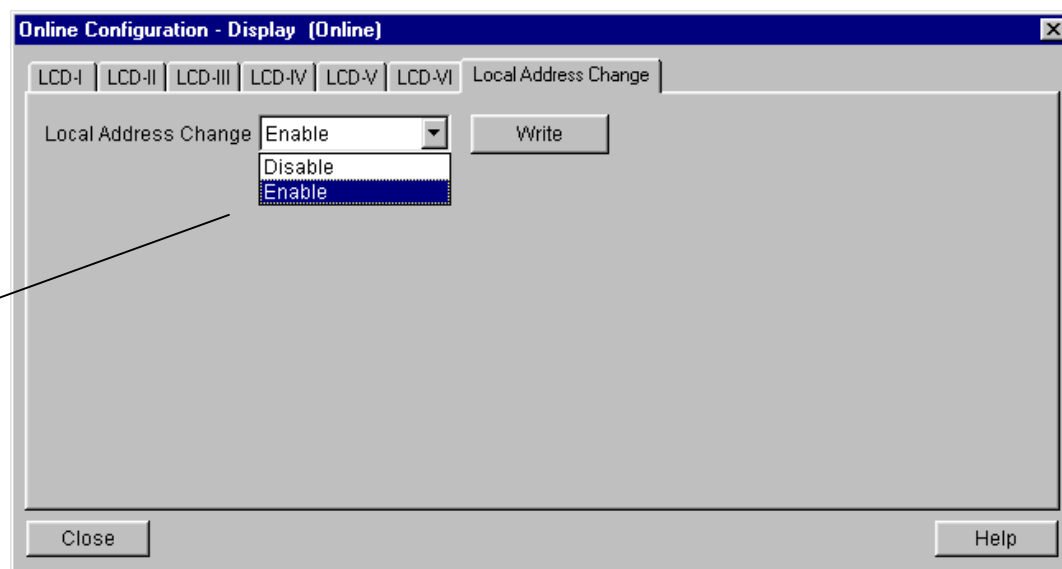 Online Configuration - Display (Online)
LCD-I LCD-II LCD-III LCD-IV LCD-V LCD-VI Local Address Change
Local Address Change Enable Write
Disable
Enable
Close Help